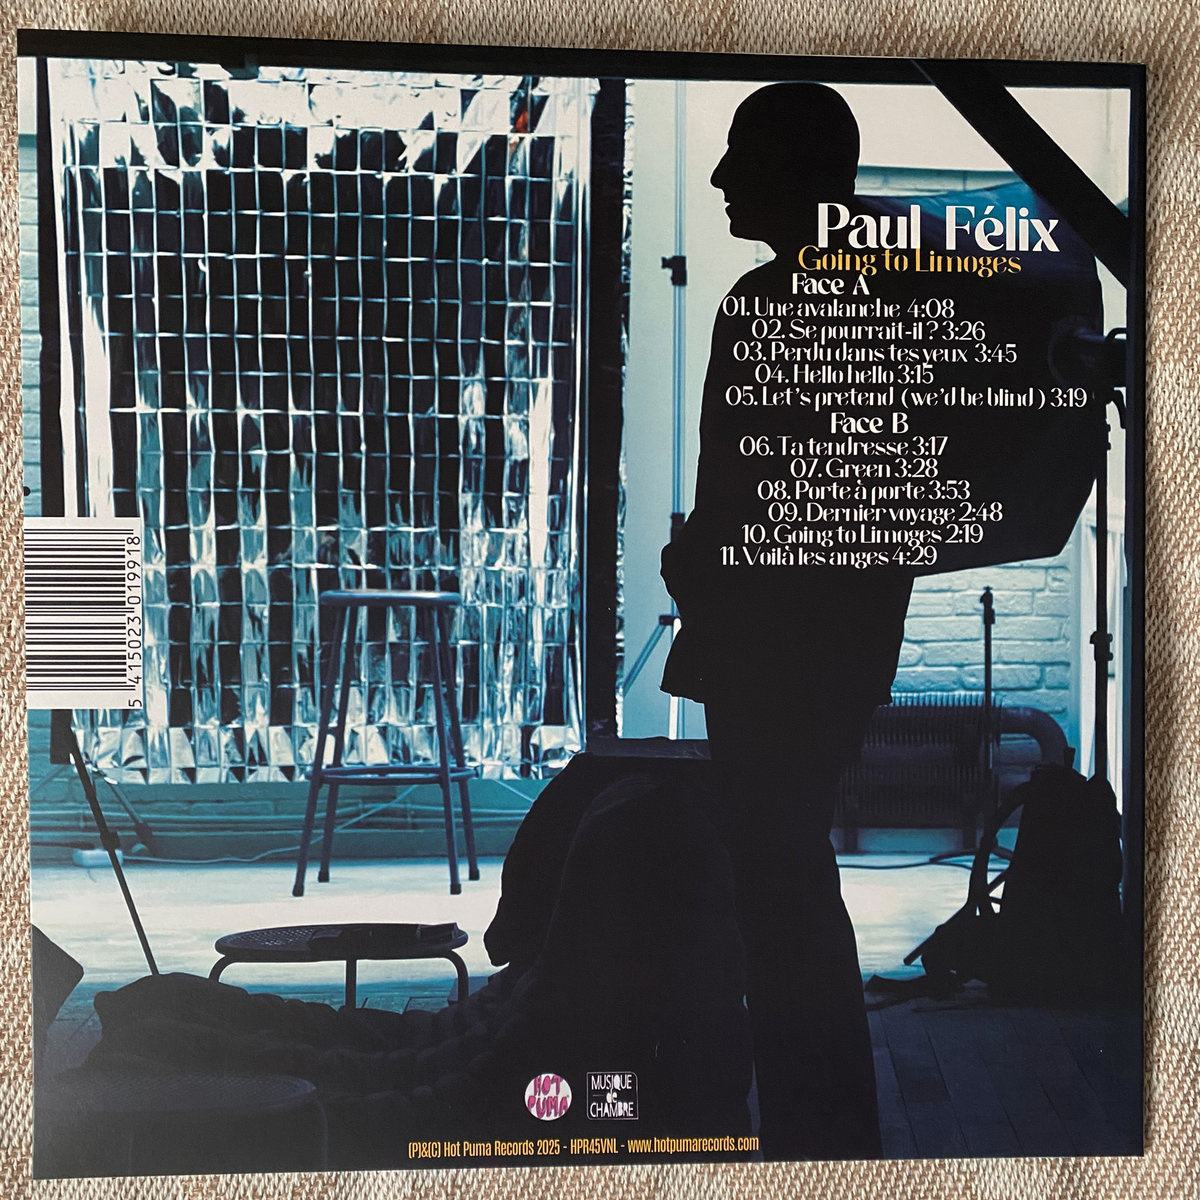 Paul Félix
Going to Limoges
Face A
01. Une avalanche 4:08
02. Se pourrait-il ? 3:26
03. Perdu dans tes yeux 3:45
04. Hello hello 3:15
05. Let's pretend (we'd be blind) 3:19
Face B
06. Ta tendresse 3:17
07. Green 3:28
08. Porte à porte 3:53
09. Dernier voyage 2:48
10. Going to Limoges 2:19
11. Voilà les anges 4:29
5 415023 019918
HOT
PUMA
MUSIQUE
de
CHAMBRE
(P)&(C) Hot Puma Records 2025 - HPR45VNL - www.hotpumarecords.com